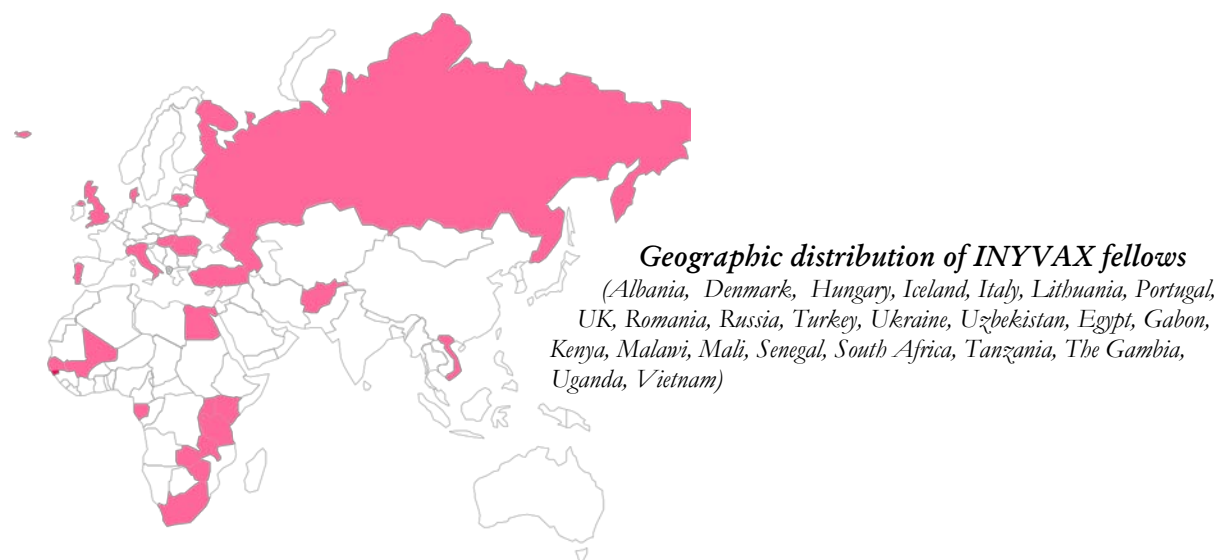 Geographic distribution of INYVAX fellows
(Albania, Denmark, Hungary, Iceland, Italy, Lithuania, Portugal,
UK, Romania, Russia, Turkey, Ukraine, Uzbekistan, Egypt, Gabon,
Kenya, Malawi, Mali, Senegal, South Africa, Tanzania, The Gambia,
Uganda, Vietnam)